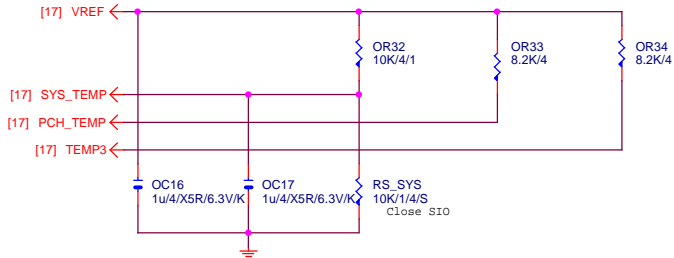 [17] VREF
OR32
10K/4/1
OR33
8.2K/4
OR34
8.2K/4
[17] SYS_TEMP
[17] PCH_TEMP
[17] TEMP3
OC16
1u/4/X5R/6.3V/K
OC17
1u/4/X5R/6.3V/K
RS_SYS
10K/1/4/S
Close SIO